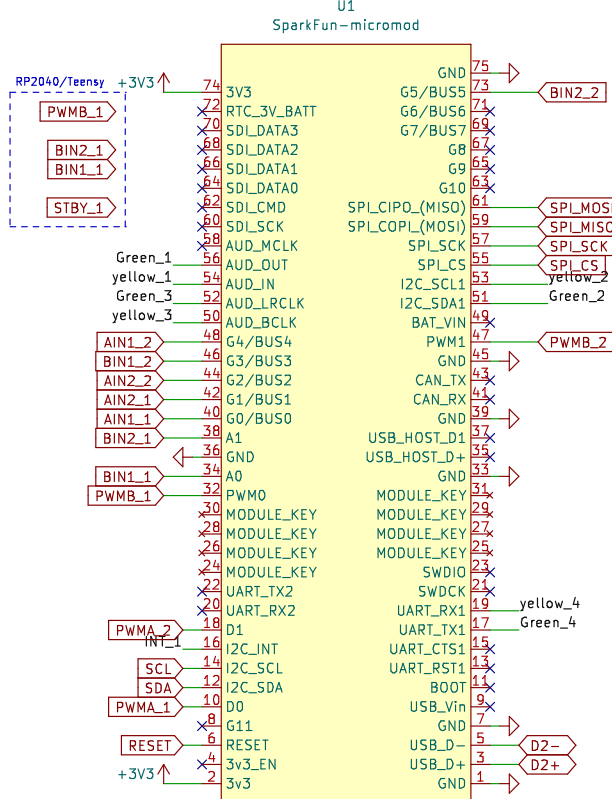 U1
SparkFun-micromod
RP2040/Teensy
PWMB_1
BIN2_1
BIN1_1
STBY_1
GND 75
+3V3 74 3V3 G5/BUS5 73 BIN2_2
72 RTC_3V_BATT G6/BUS6 71
70 SDI_DATA3 G7/BUS7 69
68 SDI_DATA2 G8 67
66 SDI_DATA1 G9 65
64 SDI_DATA0 G10 63
62 SDI_CMD SPI_CIPO_(MISO) 61 SPI_MOS
60 SDI_SCK SPI_COPI_(MOSI) 59 SPI_MISO
58 AUD_MCLK SPI_SCK 57 SPI_SCK
Green_1 56 AUD_OUT SPI_CS 55 SPI_CS
yellow_1 54 AUD_IN I2C_SCL1 53 yellow_2
Green_3 52 AUD_LRCLK I2C_SDA1 51 Green_2
yellow_3 50 AUD_BCLK BAT_VIN 49
AIN1_2 48 G4/BUS4 PWM1 47 PWMB_2
BIN1_2 46 G3/BUS3 GND 45
AIN2_2 44 G2/BUS2 CAN_TX 43
AIN2_1 42 G1/BUS1 CAN_RX 41
AIN1_1 40 G0/BUS0 GND 39
BIN2_1 38 A1 USB_HOST_D1 37
36 GND USB_HOST_D+ 35
BIN1_1 34 A0 GND 33
PWMB_1 32 PWM0 MODULE_KEY 31
30 MODULE_KEY MODULE_KEY 29
28 MODULE_KEY MODULE_KEY 27
26 MODULE_KEY MODULE_KEY 25
24 MODULE_KEY SWDIO 23
22 UART_TX2 SWDCK 21
20 UART_RX2 UART_RX1 19 yellow_4
PWMA_2 18 D1 UART_TX1 17 Green_4
INT_1 16 I2C_INT UART_CTS1 15
SCL 14 I2C_SCL UART_RST1 13
SDA 12 I2C_SDA BOOT 11
PWMA_1 10 D0 USB_Vin 9
8 G11 GND 7
RESET 6 RESET USB_D- 5 D2-
4 3v3_EN USB_D+ 3 D2+
+3V3 2 3v3 GND 1